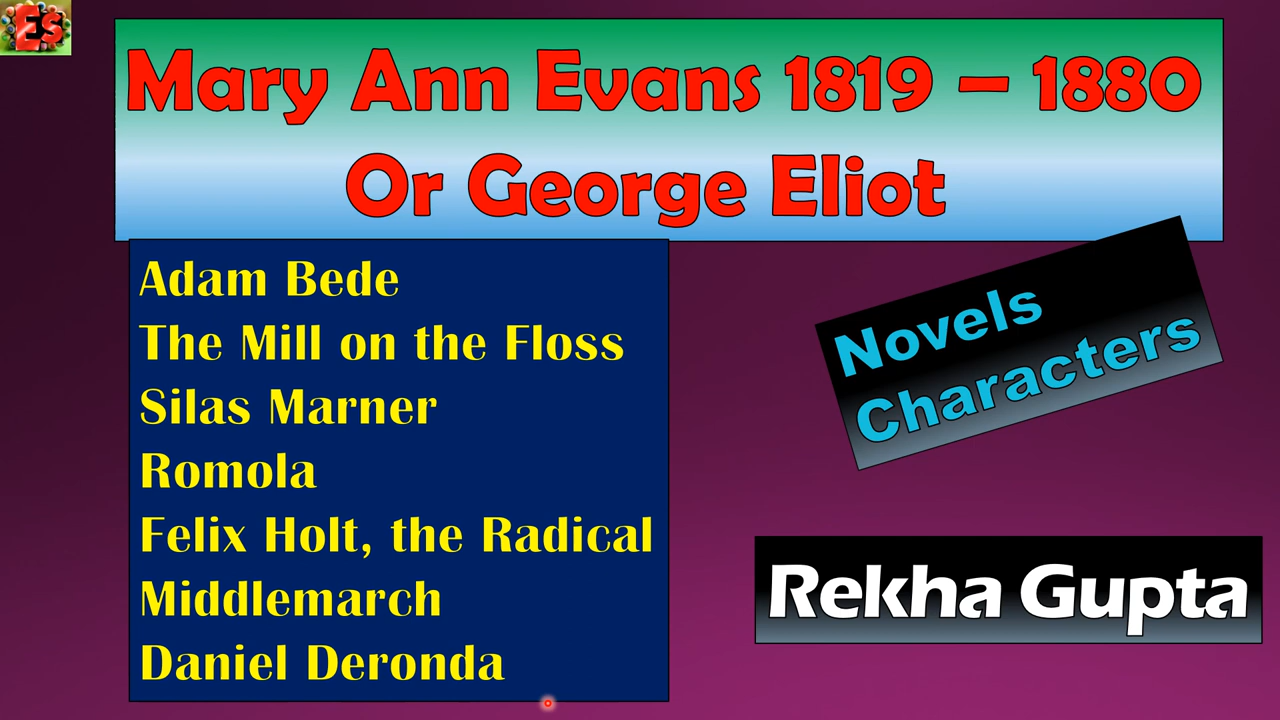 ES
Mary Ann Evans 1819 – 1880
Or George Eliot
Adam Bede
The Mill on the Floss
Silas Marner
Romola
Felix Holt, the Radical
Middlemarch
Daniel Deronda
Novels
Characters
Rekha Gupta